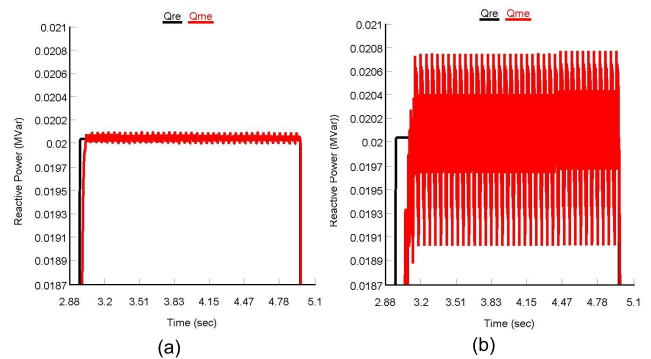 Qre Qme
0.021
0.0208
0.0206
0.0204
0.0202
0.02
0.0197
0.0195
0.0193
0.0191
0.0189
0.0187
Reactive Power (MVar)
2.88 3.2 3.51 3.83 4.15 4.47 4.78 5.1
Time (sec)
(a)
Qre Qme
0.021
0.0208
0.0206
0.0204
0.0202
0.02
0.0197
0.0195
0.0193
0.0191
0.0189
0.0187
Reactive Power (MVar))
2.88 3.2 3.51 3.83 4.15 4.47 4.78 5.1
Time (sec)
(b)